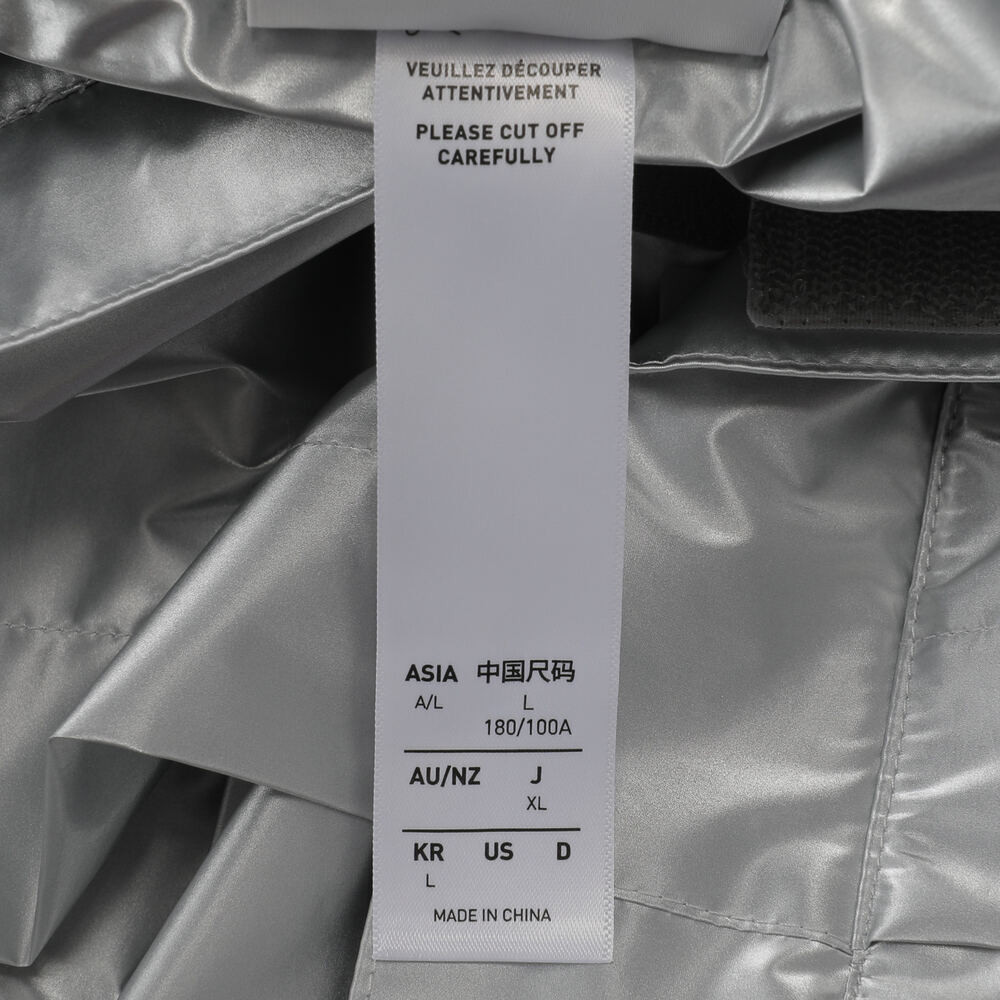 VEUILLEZ DÉCOUPER
ATTENTIVEMENT
PLEASE CUT OFF
CAREFULLY
ASIA 中国尺码
A/L L
180/100A
AU/NZ J
XL
KR US D
L
MADE IN CHINA